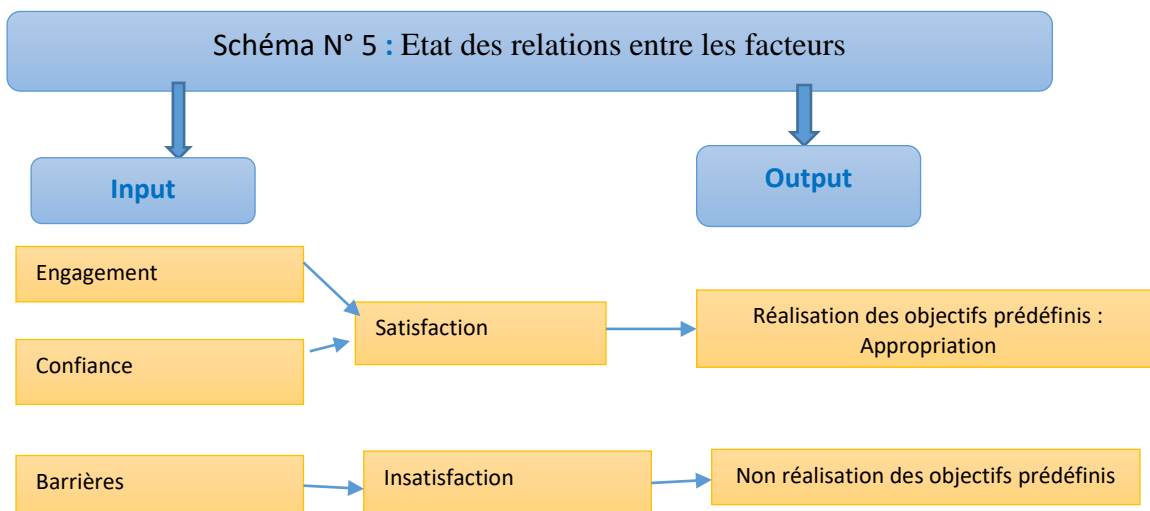 Schéma N° 5 : Etat des relations entre les facteurs
Input
Output
Engagement
Satisfaction
Réalisation des objectifs prédéfinis :
Appropriation
Confiance
Barrières
Insatisfaction
Non réalisation des objectifs prédéfinis